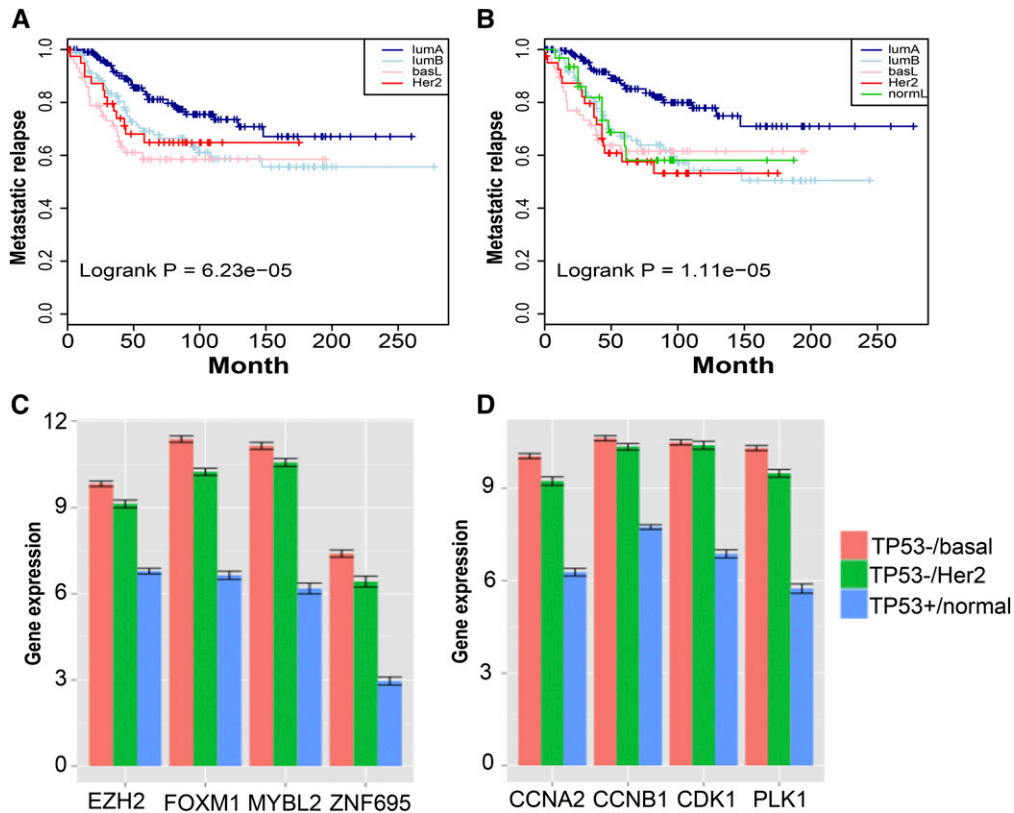 A
Metastatic relapse
1.0
0.8
0.6
0.4
0.2
0.0
lumA
lumB
basL
Her2
Logrank P = 6.23e−05
0 50 100 150 200 250
Month
B
Metastatic relapse
1.0
0.8
0.6
0.4
0.2
0.0
lumA
lumB
basL
Her2
normL
Logrank P = 1.11e−05
0 50 100 150 200 250
Month
C
Gene expression
12
9
6
3
0
EZH2 FOXM1 MYBL2 ZNF695
D
Gene expression
9
6
3
0
CCNA2 CCNB1 CDK1 PLK1
TP53-/basal
TP53-/Her2
TP53+/normal